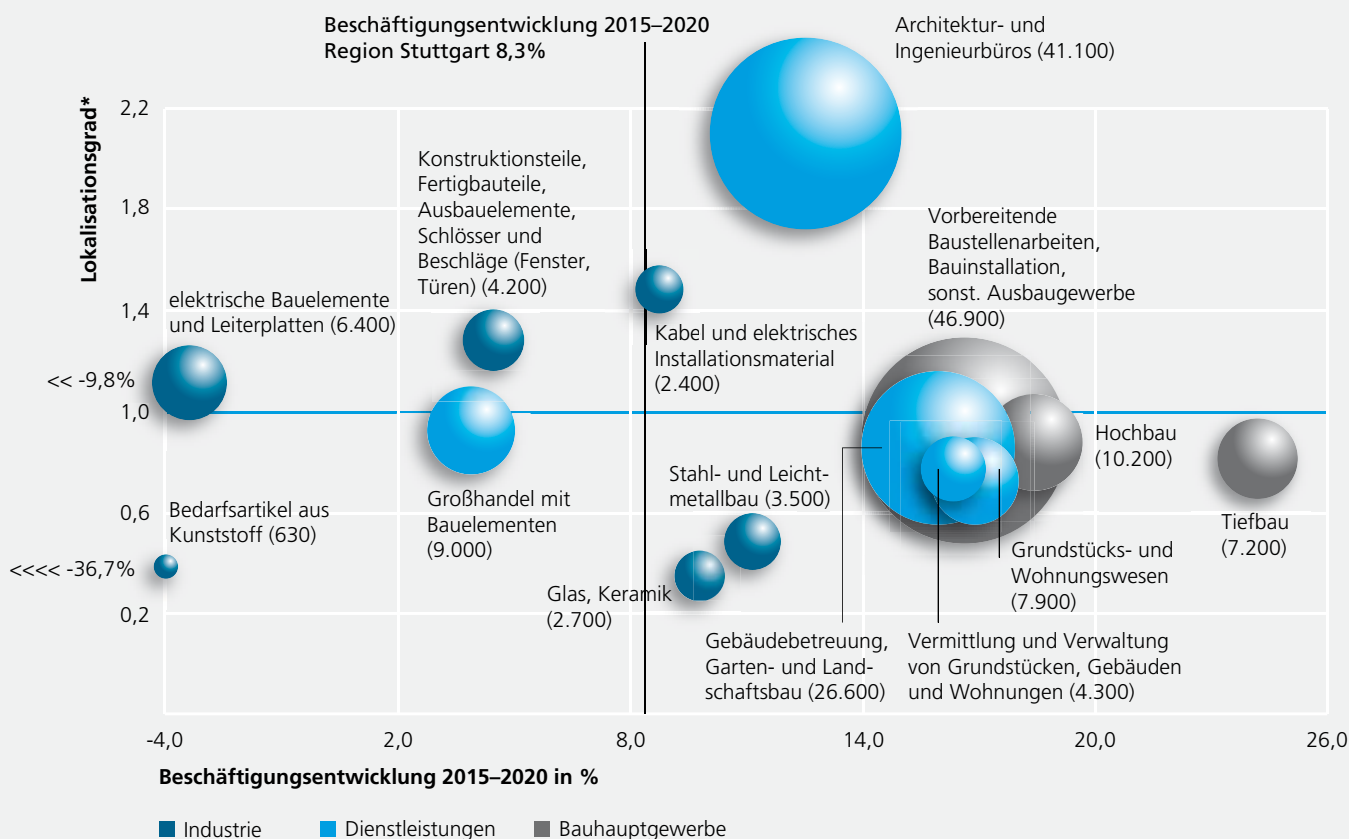 Beschäftigungsentwicklung 2015–2020
Region Stuttgart 8,3%
Architektur- und
Ingenieurbüros (41.100)
Lokalisationsgrad*
2,2
1,8
1,4
1,0
0,6
0,2
Konstruktionsteile,
Fertigbauteile,
Ausbauelemente,
Schlösser und
Beschläge (Fenster,
Türen) (4.200)
Vorbereitende
Baustellenarbeiten,
Bauinstallation,
sonst. Ausbaugewerbe
(46.900)
elektrische Bauelemente
und Leiterplatten (6.400)
<< -9,8%
Kabel und elektrisches
Installationsmaterial
(2.400)
Hochbau
(10.200)
Stahl- und Leicht-
metallbau (3.500)
Großhandel mit
Bauelementen
(9.000)
Bedarfsartikel aus
Kunststoff (630)
<<<< -36,7%
Tiefbau
(7.200)
Grundstücks- und
Wohnungswesen
(7.900)
Glas, Keramik
(2.700)
Gebäudebetreuung,
Garten- und Land-
schaftsbau (26.600)
Vermittlung und Verwaltung
von Grundstücken, Gebäuden
und Wohnungen (4.300)
-4,0 2,0 8,0 14,0 20,0 26,0
Beschäftigungsentwicklung 2015–2020 in %
Industrie Dienstleistungen Bauhauptgewerbe